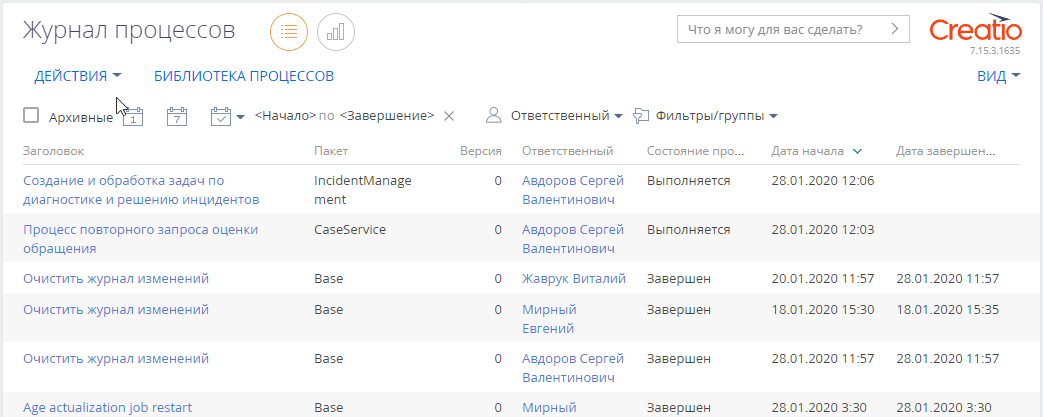 Журнал процессов
Что я могу для вас сделать?
Creatio
7.15.3.1635
ДЕЙСТВИЯ
БИБЛИОТЕКА ПРОЦЕССОВ
ВИД
Архивные
1
7
<Начало> по <Завершение>
Ответственный
Фильтры/группы
Заголовок Пакет Версия Ответственный Состояние про... Дата начала Дата завершен...
Создание и обработка задач по IncidentManage 0 Авдоров Сергей Выполняется 28.01.2020 12:06
диагностике и решению инцидентов ment Валентинович
Процесс повторного запроса оценки CaseService 0 Авдоров Сергей Выполняется 28.01.2020 12:03
обращения Валентинович
Очистить журнал изменений Base 0 Жаврук Виталий Завершен 20.01.2020 11:57 28.01.2020 11:57
Очистить журнал изменений Base 0 Мирный Завершен 18.01.2020 15:30 18.01.2020 15:35
Евгений
Очистить журнал изменений Base 0 Авдоров Сергей Завершен 28.01.2020 11:57 28.01.2020 11:57
Валентинович
Age actualization job restart Base 0 Мирный Завершен 28.01.2020 3:30 28.01.2020 3:30